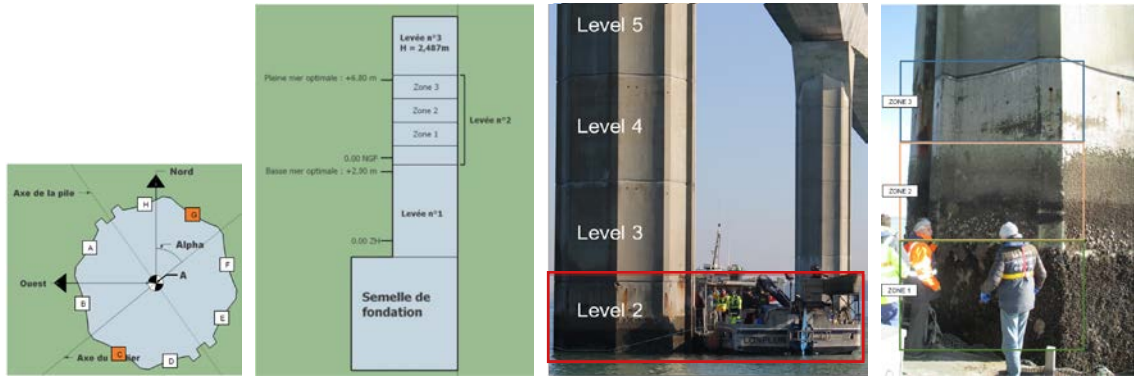 Nord
Axe de la pile
H
G
A
Alpha
F
A
Ouest
B
E
C
D
Axe du
lier
Levée n°3
H = 2,487m
Pleine mer optimale : +6.80 m
Zone 3
Zone 2
Levée n°2
Zone 1
0.00 NGF
Basse mer optimale : +2.90 m
Levée n°1
0.00 ZH
Semelle de
fondation
Level 5
Level 4
Level 3
Level 2
ZONE 3
ZONE 2
ZONE 1